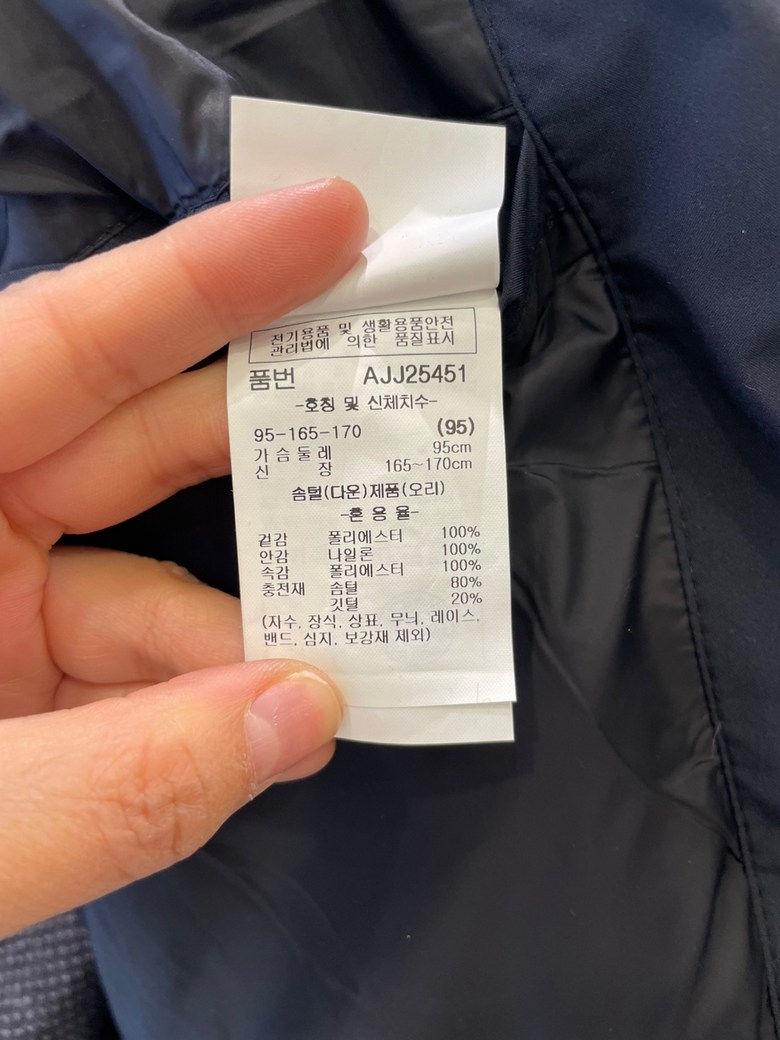 전기용품 및 생활용품안전
관리법에 의한 품질표시
품번 AJJ25451
-호칭 및 신체치수-
95-165-170 (95)
가슴둘레 95cm
신 장 165~170cm
솜털(다운)제품(오리)
-혼용율-
겉감 폴리에스터 100%
안감 나일론 100%
속감 폴리에스터 100%
충전재 솜털 80%
깃털 20%
(자수, 장식, 상표, 무늬, 레이스,
밴드, 심지, 보강재 제외)